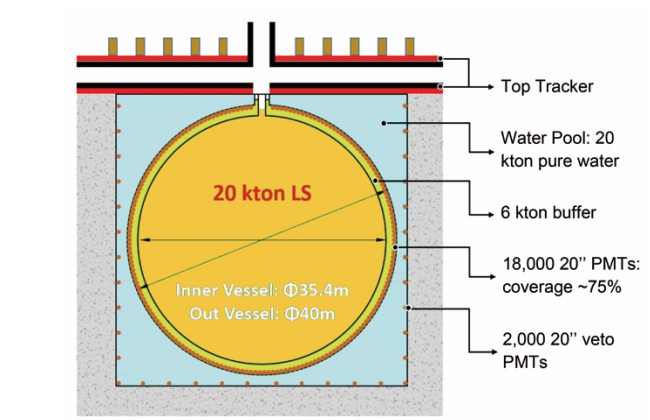 Top Tracker
Water Pool: 20
kton pure water
20 kton LS
6 kton buffer
18,000 20’’ PMTs:
coverage ~75%
Inner Vessel: Φ35.4m
Out Vessel: Φ40m
2,000 20’’ veto
PMTs